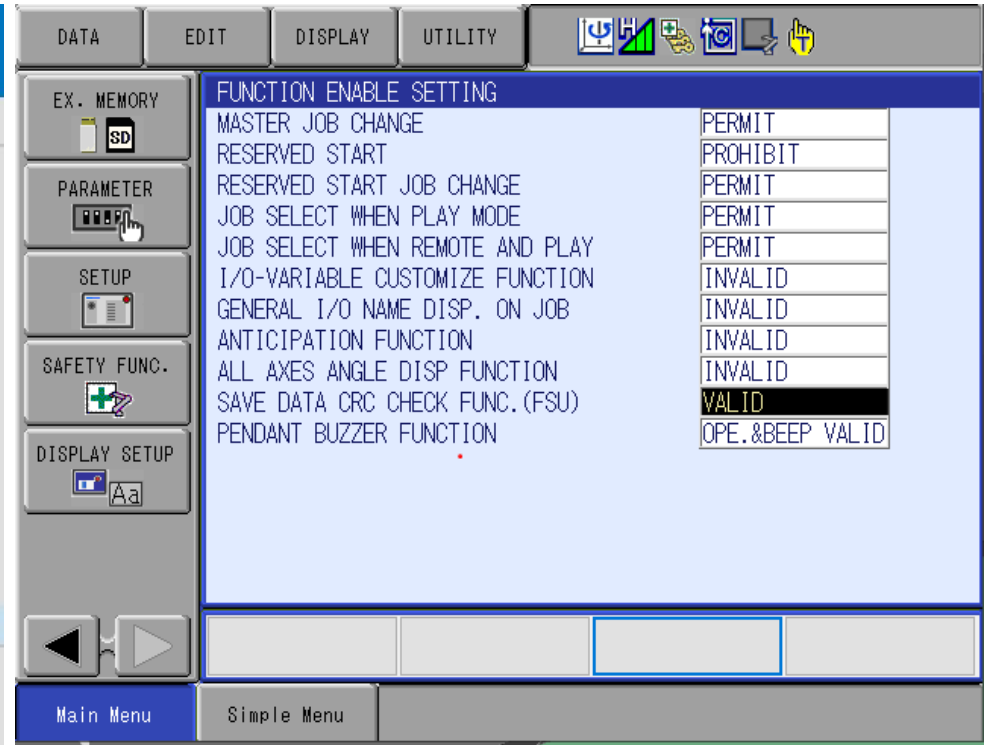 DATA
EDIT
DISPLAY
UTILITY
EX. MEMORY
SD
PARAMETER
SETUP
SAFETY FUNC.
DISPLAY SETUP
Aa
FUNCTION ENABLE SETTING
MASTER JOB CHANGE PERMIT
RESERVED START PROHIBIT
RESERVED START JOB CHANGE PERMIT
JOB SELECT WHEN PLAY MODE PERMIT
JOB SELECT WHEN REMOTE AND PLAY PERMIT
I/O-VARIABLE CUSTOMIZE FUNCTION INVALID
GENERAL I/O NAME DISP. ON JOB INVALID
ANTICIPATION FUNCTION INVALID
ALL AXES ANGLE DISP FUNCTION INVALID
SAVE DATA CRC CHECK FUNC.(FSU) VALID
PENDANT BUZZER FUNCTION OPE.&BEEP VALID
Main Menu
Simple Menu